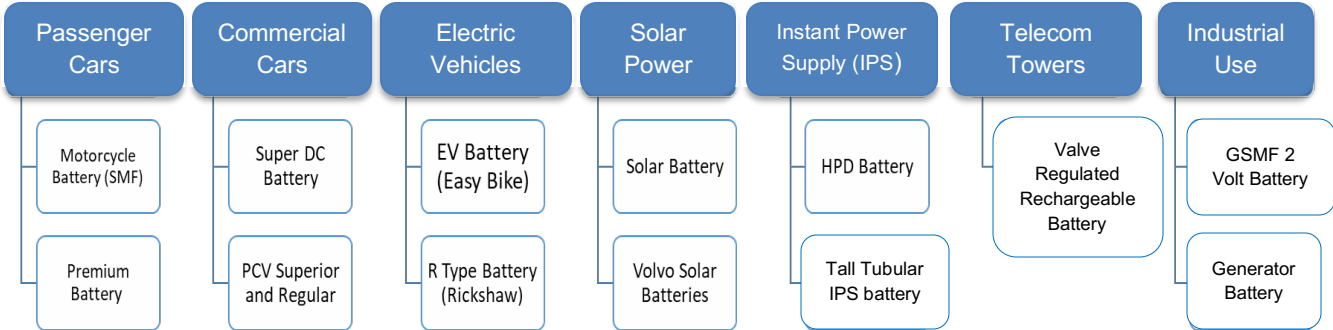 Passenger
Cars
Motorcycle
Battery (SMF)
Premium
Battery
Commercial
Cars
Super DC
Battery
PCV Superior
and Regular
Electric
Vehicles
EV Battery
(Easy Bike)
R Type Battery
(Rickshaw)
Solar
Power
Solar Battery
Volvo Solar
Batteries
Instant Power
Supply (IPS)
HPD Battery
Tall Tubular
IPS battery
Telecom
Towers
Valve
Regulated
Rechargeable
Battery
Industrial
Use
GSMF 2
Volt Battery
Generator
Battery